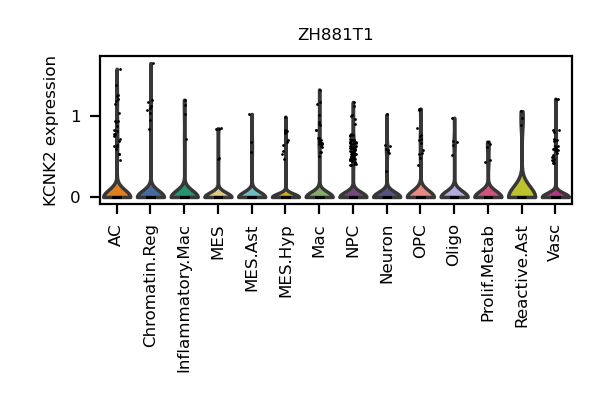 ZH881T1
KCNK2 expression
1
0
AC
Chromatin.Reg
Inflammatory.Mac
MES
MES.Ast
MES.Hyp
Mac
NPC
Neuron
OPC
Oligo
Prolif.Metab
Reactive.Ast
Vasc